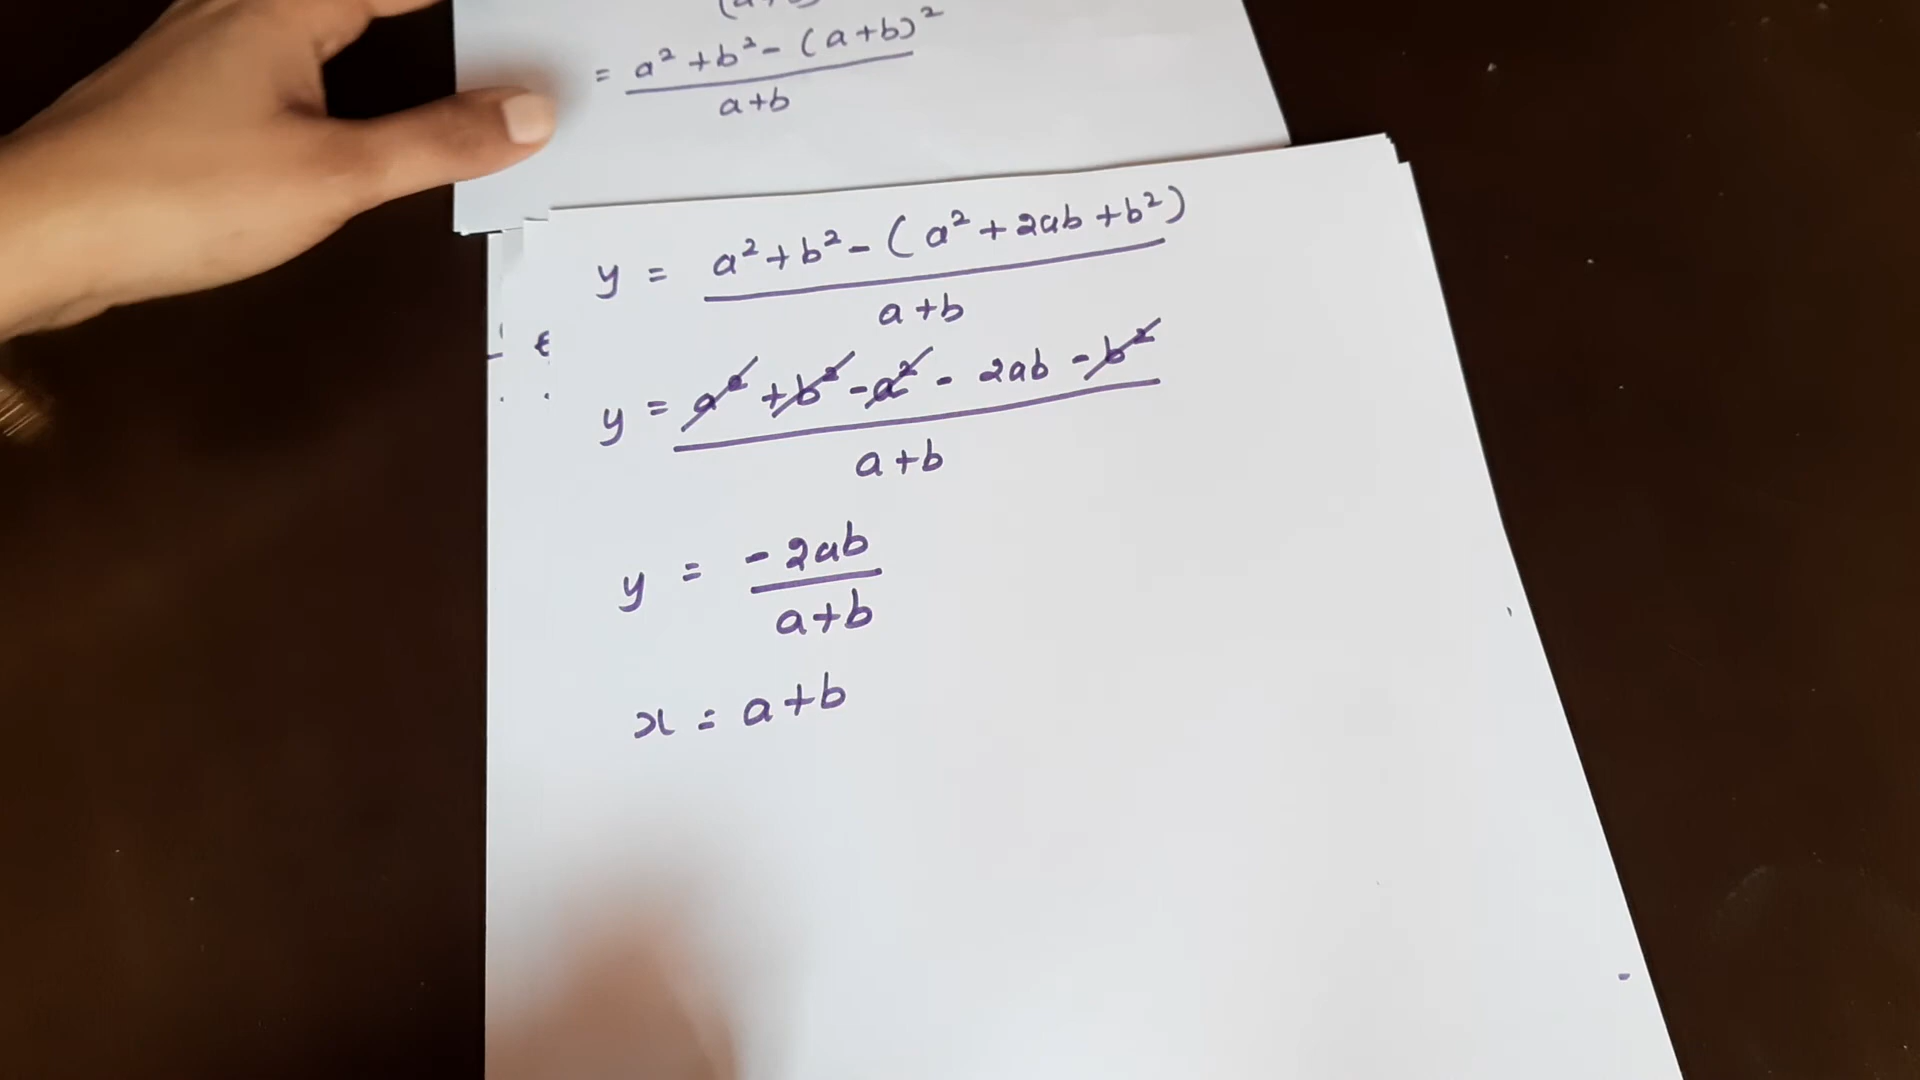 = a² + b² - (a+b)²
a+b
y = a² + b² - (a² + 2ab + b²)
a + b
y = a² + b² - a² - 2ab - b²
a + b
y = - 2ab
a + b
x = a + b